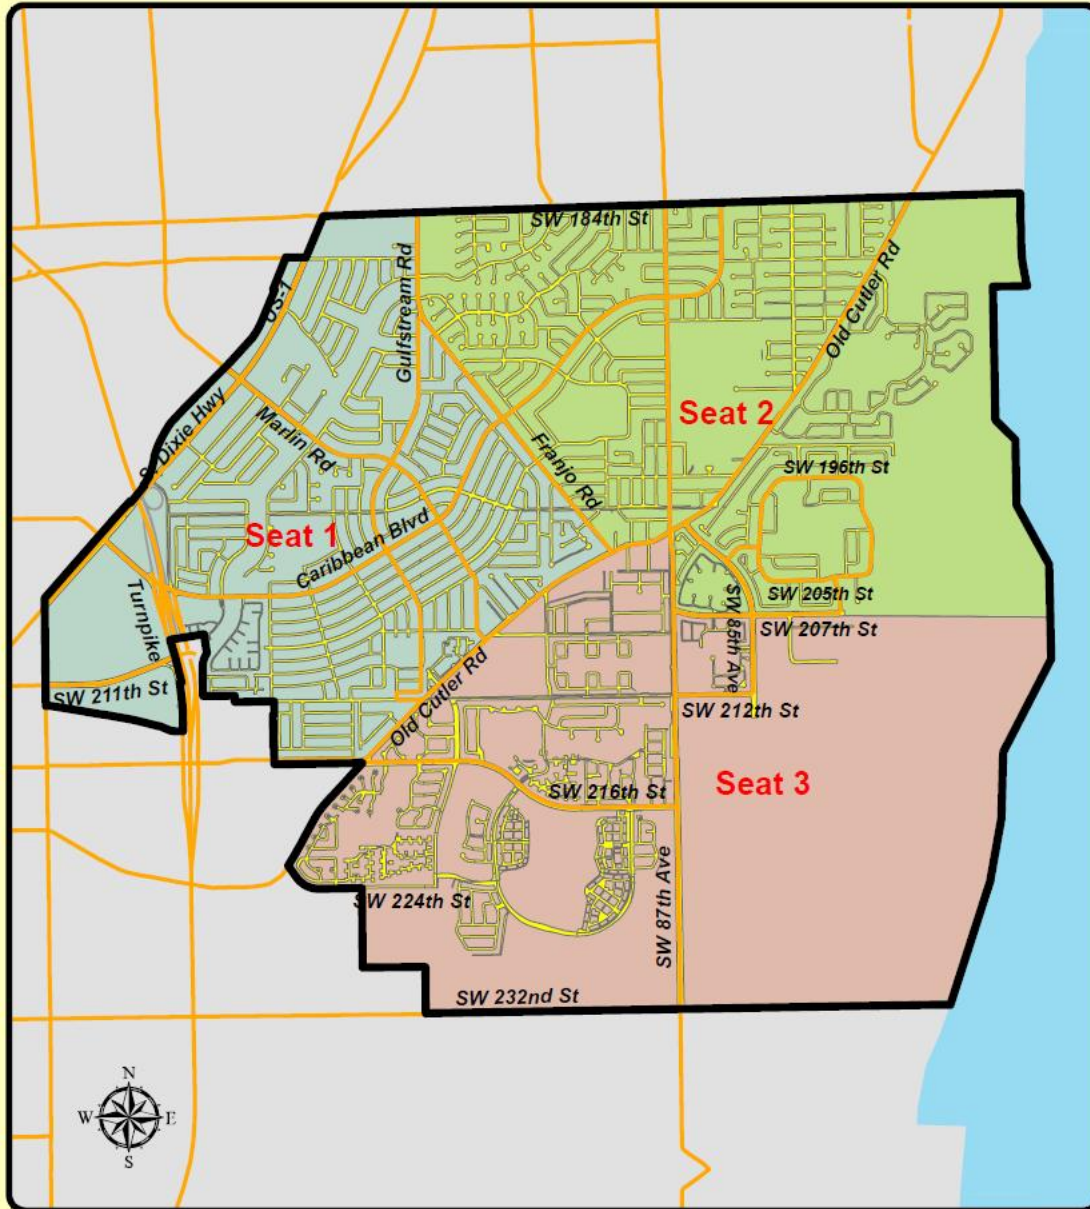 SW 184th St
Old Cutler Rd
Gulfstream Rd
US-1
Dixie Hwy
Marlin Rd
Seat 2
Franjo Rd
SW 196th St
Seat 1
Caribbean Blvd
Turnpike
SW 85th Ave
SW 205th St
SW 207th St
SW 211th St
Old Cutler Rd
SW 212th St
Seat 3
SW 216th St
SW 87th Ave
SW 224th St
SW 232nd St
N
W E
S